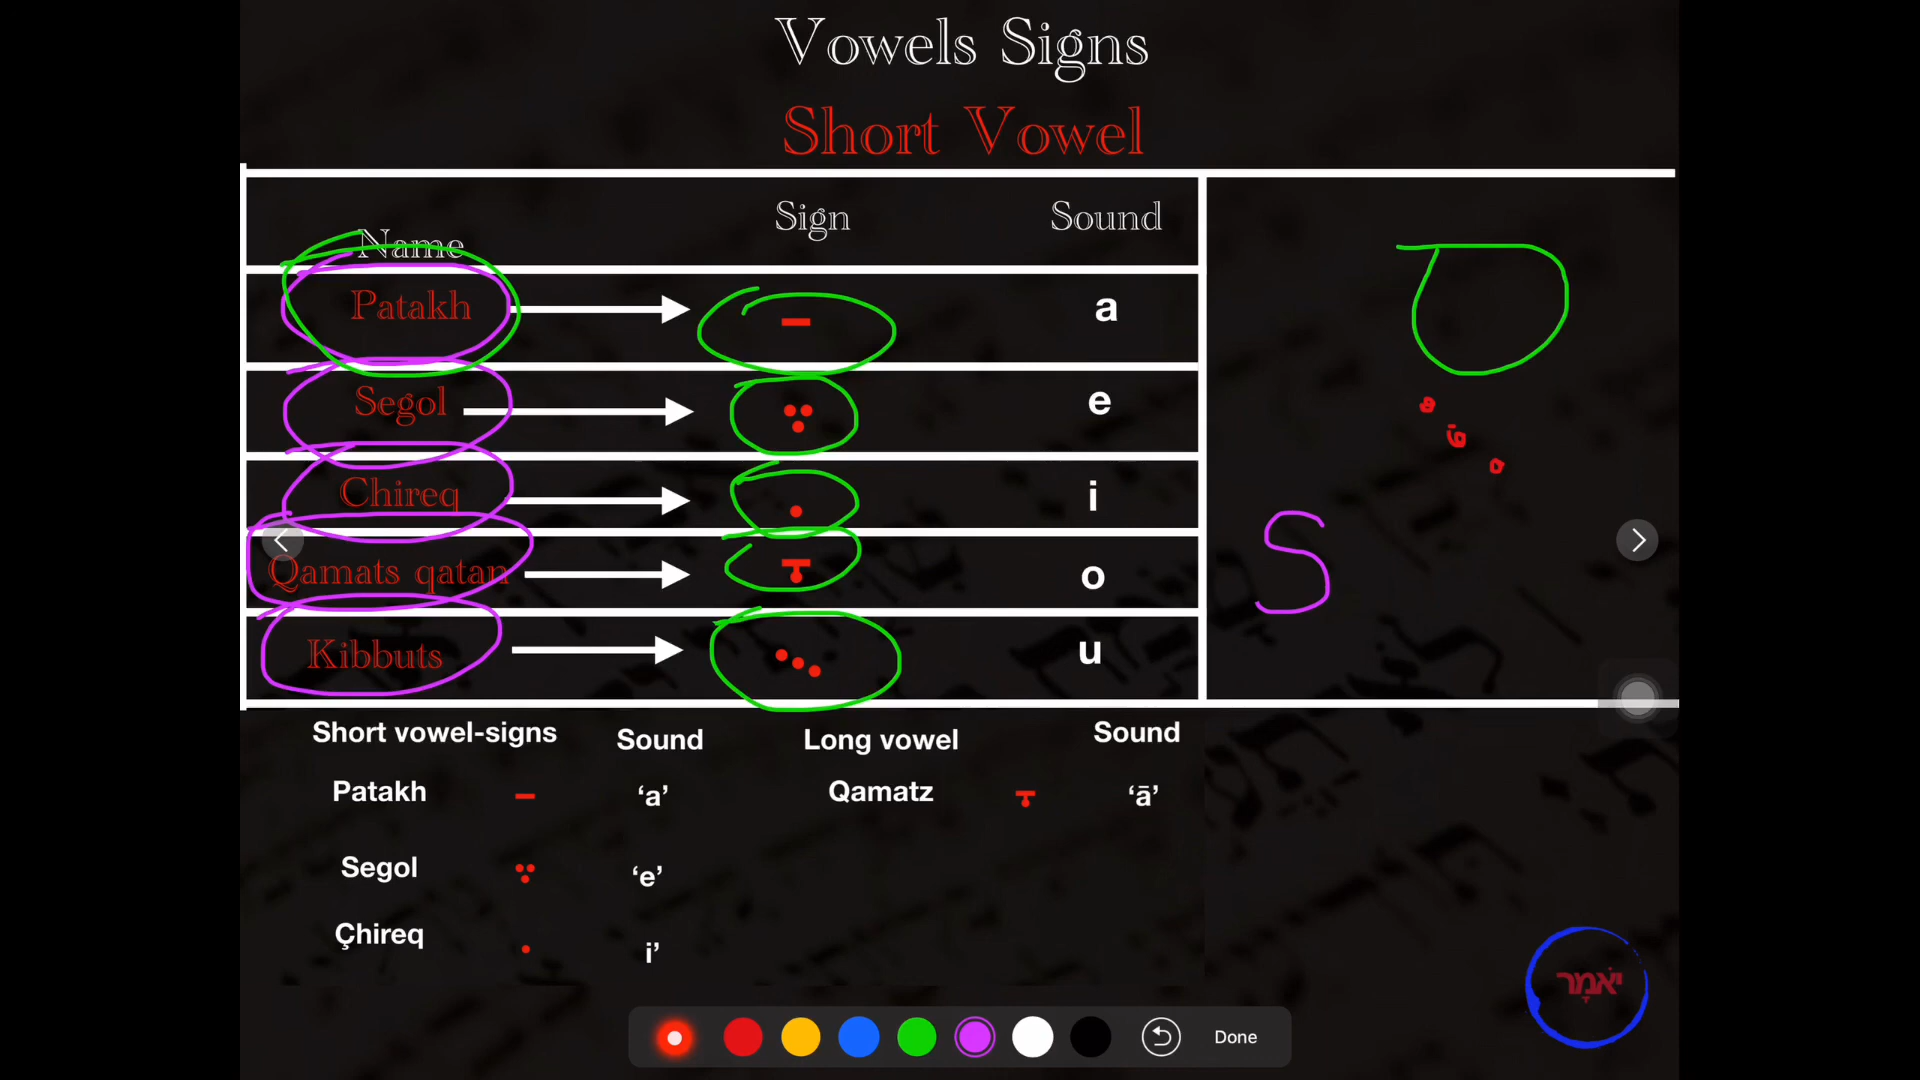 Vowels Signs
Short Vowel
Name Sign Sound
Patakh a
Segol e
Chireq i
Qamats qatan o
Kibbuts u
ס
S
Short vowel-signs Sound Long vowel Sound
Patakh ‘a’ Qamatz ‘ā’
Segol ‘e’
Çhireq i’
יֹאמָר
Done